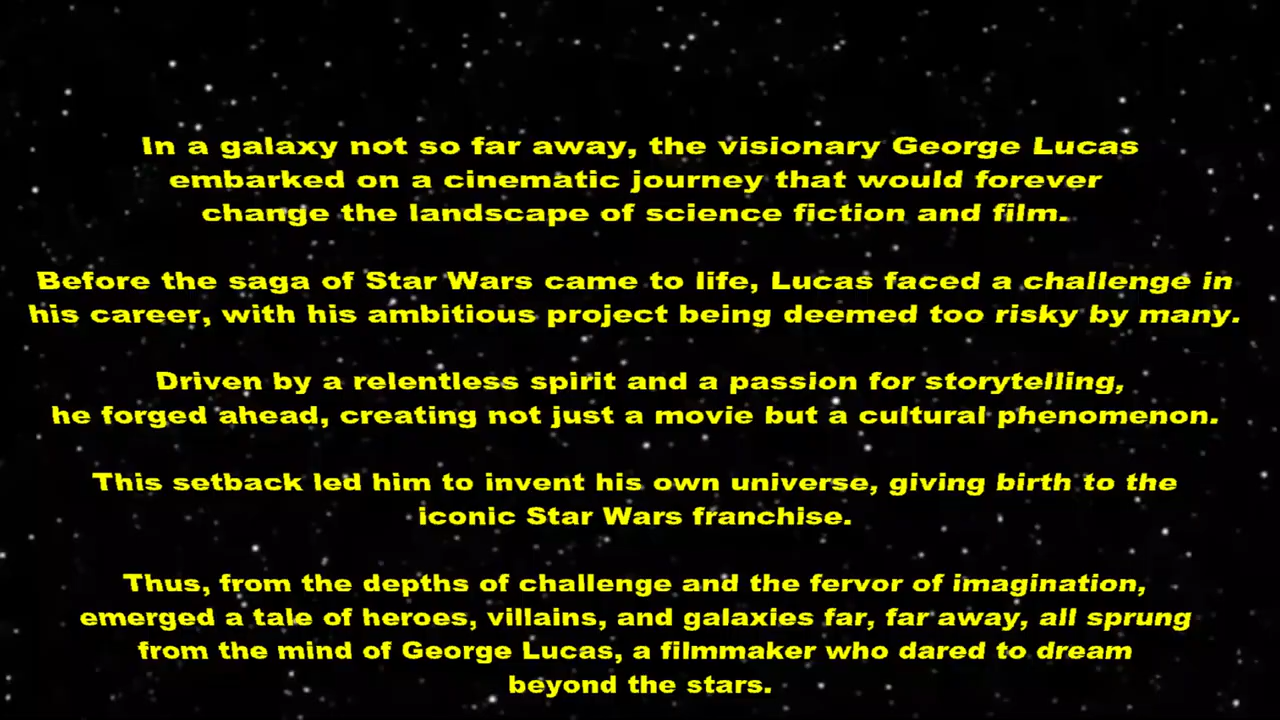 In a galaxy not so far away, the visionary George Lucas
embarked on a cinematic journey that would forever
change the landscape of science fiction and film.
Before the saga of Star Wars came to life, Lucas faced a challenge in
his career, with his ambitious project being deemed too risky by many.
Driven by a relentless spirit and a passion for storytelling,
he forged ahead, creating not just a movie but a cultural phenomenon.
This setback led him to invent his own universe, giving birth to the
iconic Star Wars franchise.
Thus, from the depths of challenge and the fervor of imagination,
emerged a tale of heroes, villains, and galaxies far, far away, all sprung
from the mind of George Lucas, a filmmaker who dared to dream
beyond the stars.